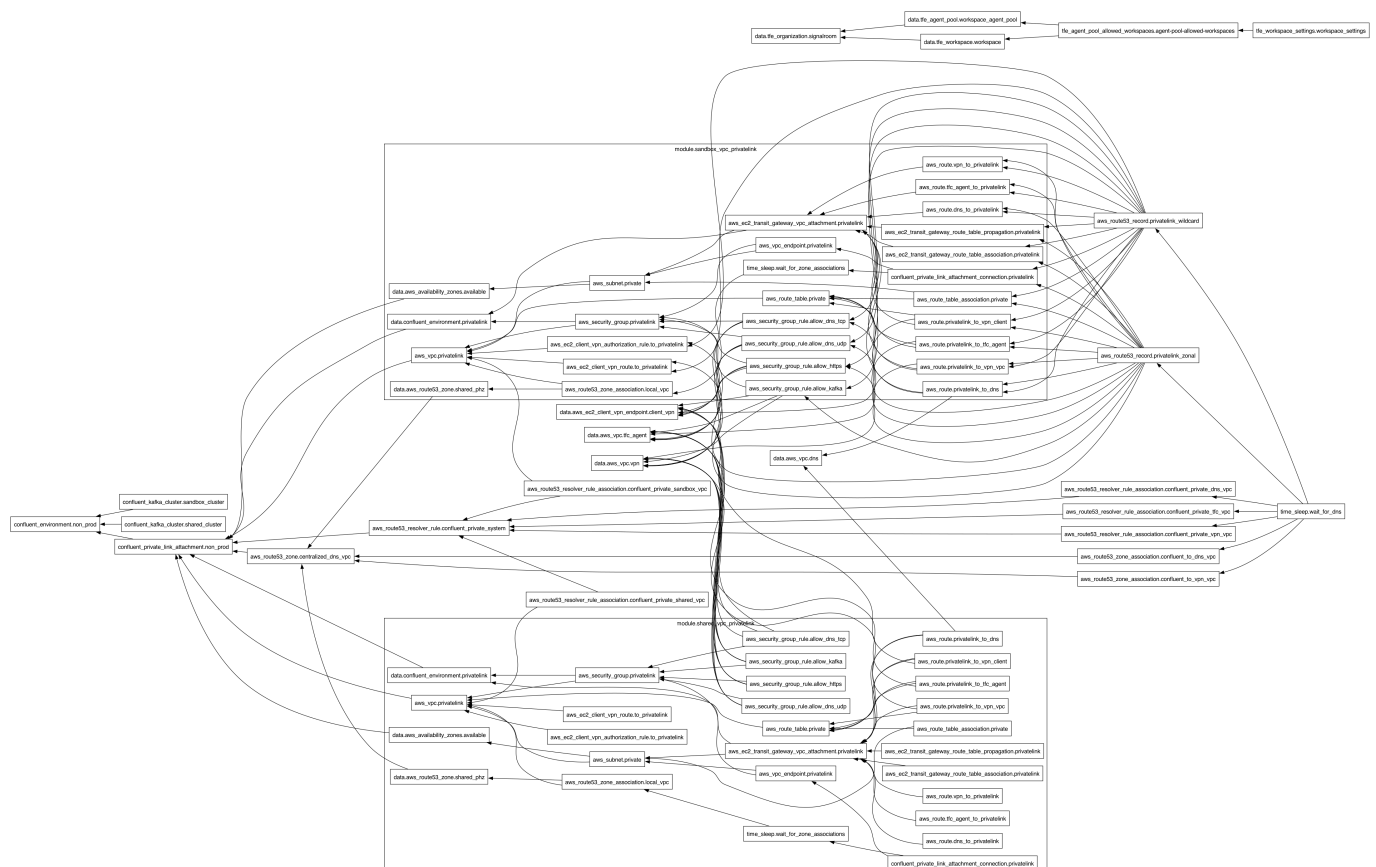 data.tfe_agent_pool.workspace_agent_pool
tfe_agent_pool_allowed_workspaces.agent-pool-allowed-workspaces
tfe_workspace_settings.workspace_settings
data.tfe_organization.signalroom
data.tfe_workspace.workspace
module.sandbox_vpc_privatelink
aws_route.vpn_to_privatelink
aws_route.tfc_agent_to_privatelink
aws_route.dns_to_privatelink
aws_ec2_transit_gateway_vpc_attachment.privatelink
aws_route53_record.privatelink_wildcard
aws_ec2_transit_gateway_route_table_propagation.privatelink
aws_vpc_endpoint.privatelink
aws_ec2_transit_gateway_route_table_association.privatelink
time_sleep.wait_for_zone_associations
confluent_private_link_attachment_connection.privatelink
aws_subnet.private
data.aws_availability_zones.available
aws_route_table.private
aws_route_table_association.private
data.confluent_environment.privatelink
aws_security_group.privatelink
aws_security_group_rule.allow_dns_tcp
aws_route.privatelink_to_vpn_client
aws_ec2_client_vpn_authorization_rule.to_privatelink
aws_security_group_rule.allow_dns_udp
aws_route.privatelink_to_tfc_agent
aws_vpc.privatelink
aws_route53_record.privatelink_zonal
aws_ec2_client_vpn_route.to_privatelink
aws_security_group_rule.allow_https
aws_route.privatelink_to_vpn_vpc
data.aws_route53_zone.shared_phz
aws_route53_zone_association.local_vpc
aws_security_group_rule.allow_kafka
aws_route.privatelink_to_dns
data.aws_ec2_client_vpn_endpoint.client_vpn
data.aws_vpc.tfc_agent
data.aws_vpc.vpn
data.aws_vpc.dns
aws_route53_resolver_rule_association.confluent_private_sandbox_vpc
aws_route53_resolver_rule_association.confluent_private_dns_vpc
confluent_kafka_cluster.sandbox_cluster
aws_route53_resolver_rule_association.confluent_private_tfc_vpc
time_sleep.wait_for_dns
confluent_environment.non_prod
confluent_kafka_cluster.shared_cluster
aws_route53_resolver_rule.confluent_private_system
aws_route53_resolver_rule_association.confluent_private_vpn_vpc
confluent_private_link_attachment.non_prod
aws_route53_zone.centralized_dns_vpc
aws_route53_zone_association.confluent_to_dns_vpc
aws_route53_zone_association.confluent_to_vpn_vpc
aws_route53_resolver_rule_association.confluent_private_shared_vpc
module.shared_vpc_privatelink
aws_security_group_rule.allow_dns_tcp
aws_route.privatelink_to_dns
aws_security_group_rule.allow_kafka
aws_route.privatelink_to_vpn_client
data.confluent_environment.privatelink
aws_security_group.privatelink
aws_security_group_rule.allow_https
aws_route.privatelink_to_tfc_agent
aws_vpc.privatelink
aws_security_group_rule.allow_dns_udp
aws_route.privatelink_to_vpn_vpc
aws_ec2_client_vpn_route.to_privatelink
aws_route_table.private
aws_route_table_association.private
data.aws_availability_zones.available
aws_ec2_client_vpn_authorization_rule.to_privatelink
aws_ec2_transit_gateway_vpc_attachment.privatelink
aws_ec2_transit_gateway_route_table_propagation.privatelink
aws_subnet.private
aws_ec2_transit_gateway_route_table_association.privatelink
data.aws_route53_zone.shared_phz
aws_route53_zone_association.local_vpc
aws_vpc_endpoint.privatelink
aws_route.vpn_to_privatelink
aws_route.tfc_agent_to_privatelink
time_sleep.wait_for_zone_associations
aws_route.dns_to_privatelink
confluent_private_link_attachment_connection.privatelink